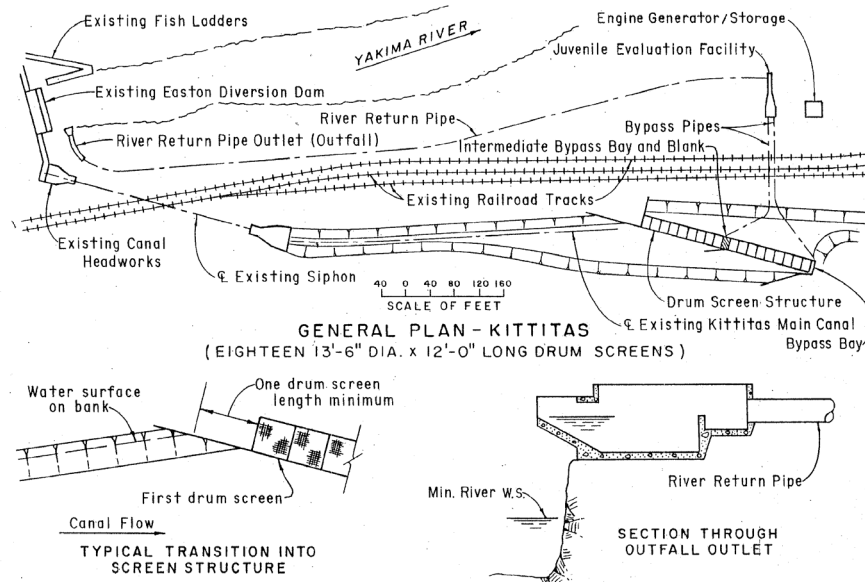 Existing Fish Ladders
YAKIMA RIVER
Engine Generator/Storage
Juvenile Evaluation Facility
Existing Easton Diversion Dam
River Return Pipe
Bypass Pipes
River Return Pipe Outlet (Outfall)
Intermediate Bypass Bay and Blank
Existing Railroad Tracks
Existing Canal
Headworks
℄ Existing Siphon
40 0 40 80 120 160
SCALE OF FEET
Drum Screen Structure
℄ Existing Kittitas Main Canal
Bypass Bay
GENERAL PLAN - KITTITAS
(EIGHTEEN 13'-6" DIA. x 12'-0" LONG DRUM SCREENS)
Water surface
on bank
One drum screen
length minimum
First drum screen
Canal Flow
TYPICAL TRANSITION INTO
SCREEN STRUCTURE
Min. River W.S.
River Return Pipe
SECTION THROUGH
OUTFALL OUTLET